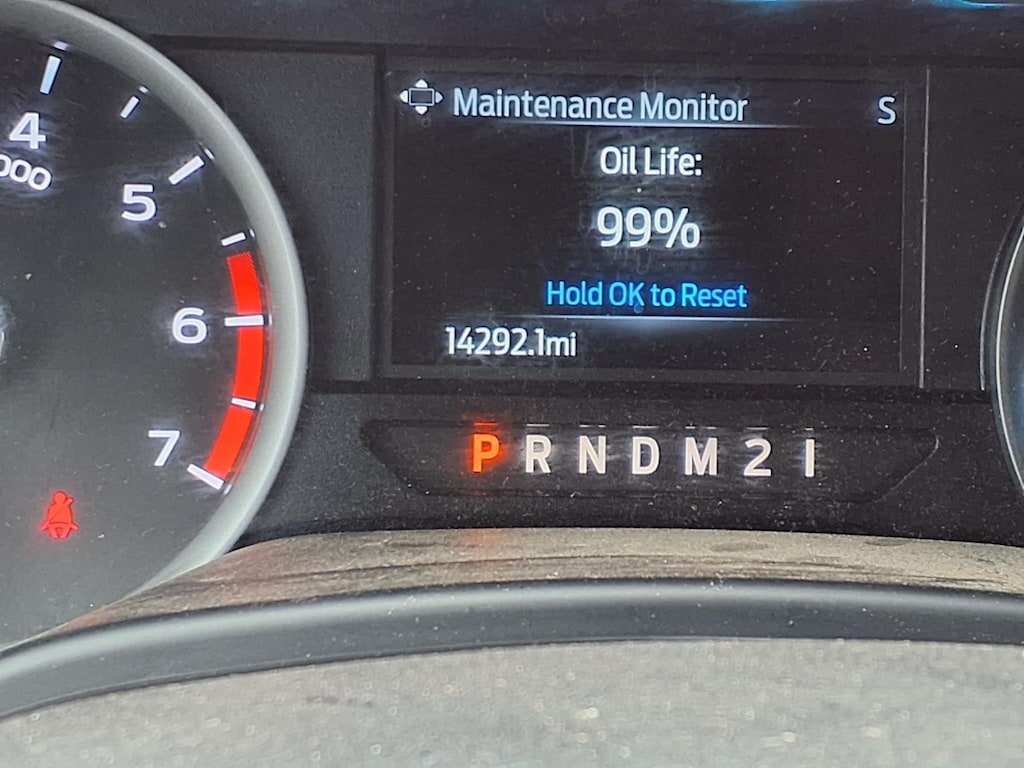 4
000
5
6
7
Maintenance Monitor S
Oil Life:
99%
Hold OK to Reset
14292.1mi
P R N D M 2 1